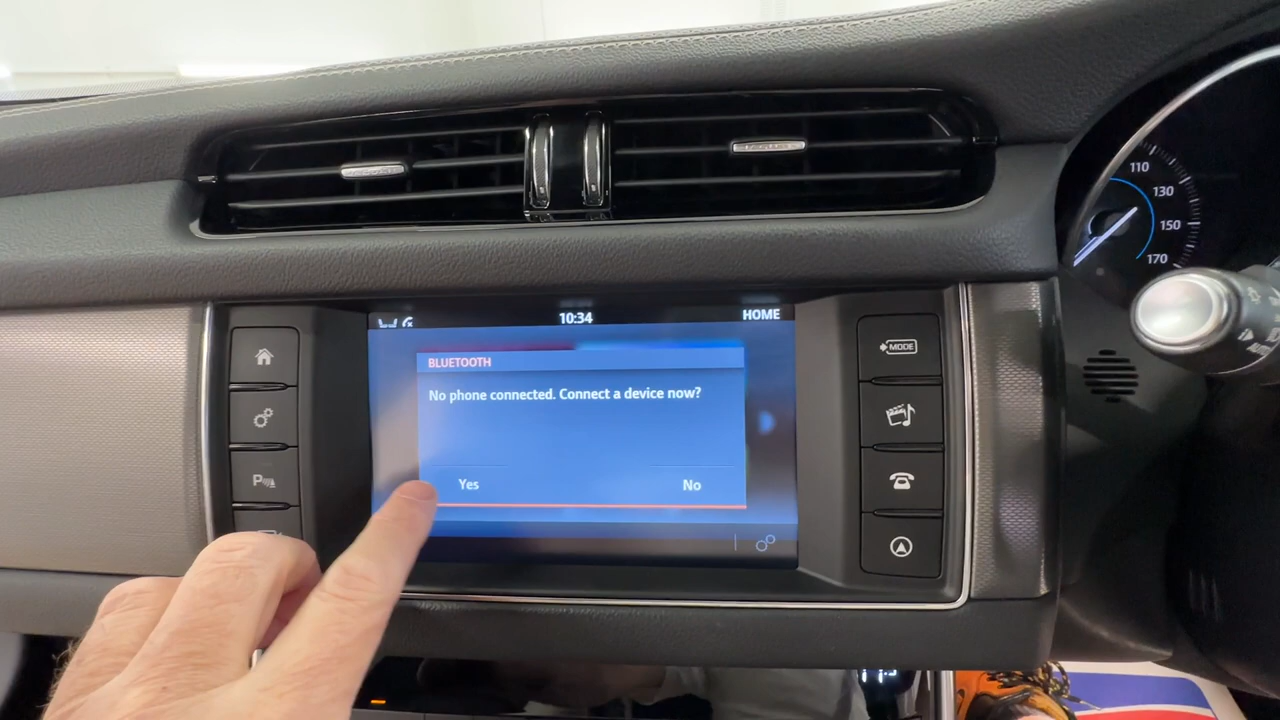 110
130
150
170
10:34
HOME
BLUETOOTH
No phone connected. Connect a device now?
Yes
No
MODE
P